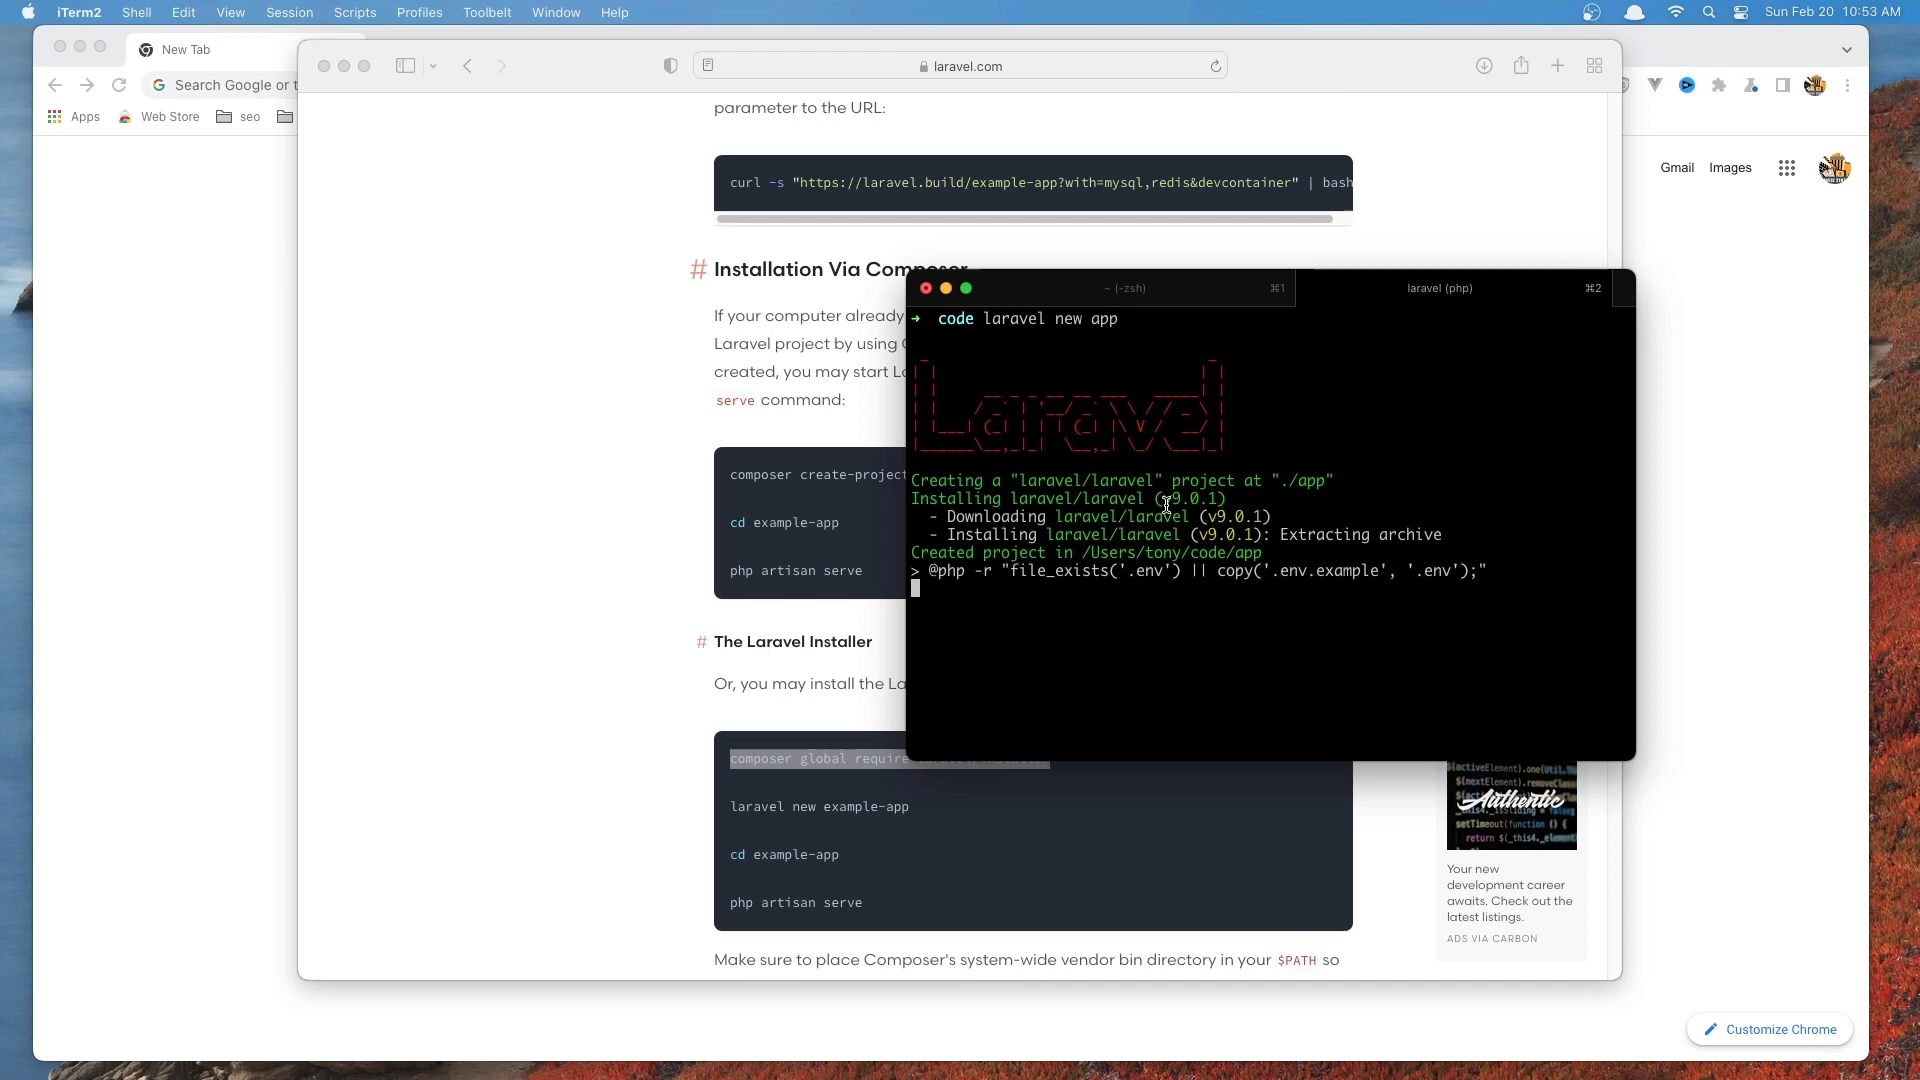 iTerm2 Shell Edit View Session Scripts Profiles Toolbelt Window Help Sun Feb 20 10:53 AM
New Tab
Search Google or t
Apps Web Store seo
laravel.com
Gmail Images
parameter to the URL:
curl -s "https://laravel.build/example-app?with=mysql,redis&devcontainer" | bash
# Installation Via Composer
If your computer already
Laravel project by using
created, you may start
serve command:
composer create-project
cd example-app
php artisan serve
# The Laravel Installer
Or, you may install the
composer global require
laravel new example-app
cd example-app
php artisan serve
Make sure to place Composer's system-wide vendor bin directory in your $PATH so
~ (-zsh) ⌘1 laravel (php) ⌘2
➜ code laravel new app
Laravel
Creating a "laravel/laravel" project at "./app"
Installing laravel/laravel (v9.0.1)
- Downloading laravel/laravel (v9.0.1)
- Installing laravel/laravel (v9.0.1): Extracting archive
Created project in /Users/tony/code/app
> @php -r "file_exists('.env') || copy('.env.example', '.env');"
Authentic
Your new
development career
awaits. Check out the
latest listings.
ADS VIA CARBON
Customize Chrome